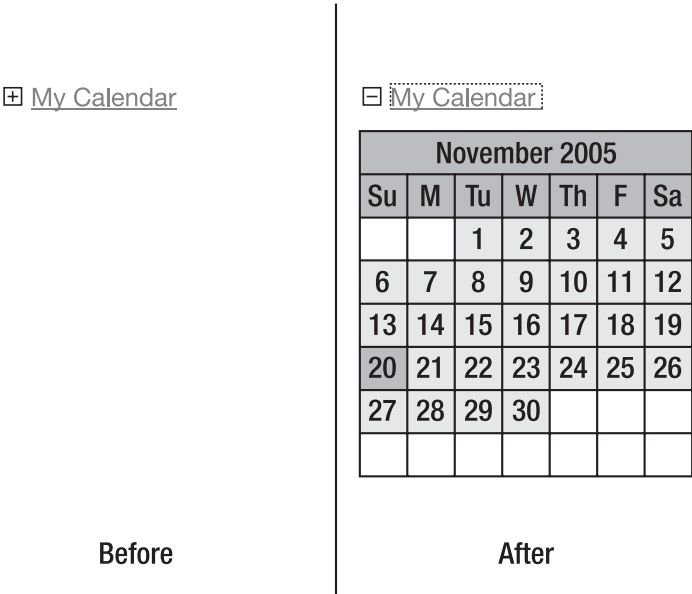 My Calendar
My Calendar
November 2005
Su M Tu W Th F Sa
1 2 3 4 5
6 7 8 9 10 11 12
13 14 15 16 17 18 19
20 21 22 23 24 25 26
27 28 29 30
Before
After